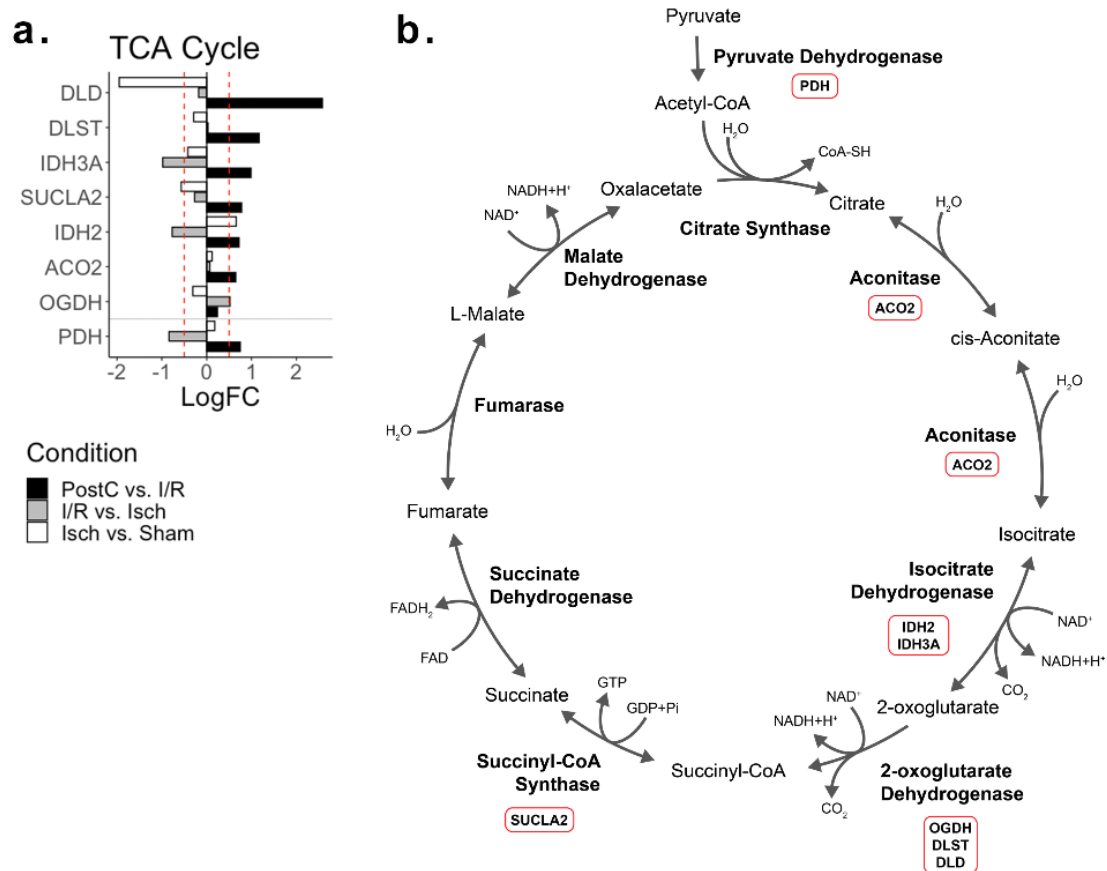 a.
TCA Cycle
DLD
DLST
IDH3A
SUCLA2
IDH2
ACO2
OGDH
PDH
-2 -1 0 1 2
LogFC
Condition
PostC vs. I/R
I/R vs. Isch
Isch vs. Sham
b.
Pyruvate
Pyruvate Dehydrogenase
PDH
Acetyl-CoA
H₂O
CoA-SH
Oxalacetate
Citrate
Citrate Synthase
NADH+H⁺
NAD⁺
Malate
Dehydrogenase
L-Malate
H₂O
Aconitase
ACO2
cis-Aconitate
H₂O
Aconitase
ACO2
Isocitrate
Isocitrate
Dehydrogenase
IDH2
IDH3A
NAD⁺
NADH+H⁺
CO₂
2-oxoglutarate
NAD⁺
NADH+H⁺
CO₂
2-oxoglutarate
Dehydrogenase
OGDH
DLST
DLD
Succinyl-CoA
GTP
GDP+Pi
Succinyl-CoA
Synthase
SUCLA2
Succinate
Succinate
Dehydrogenase
FADH₂
FAD
Fumarate
H₂O
Fumarase